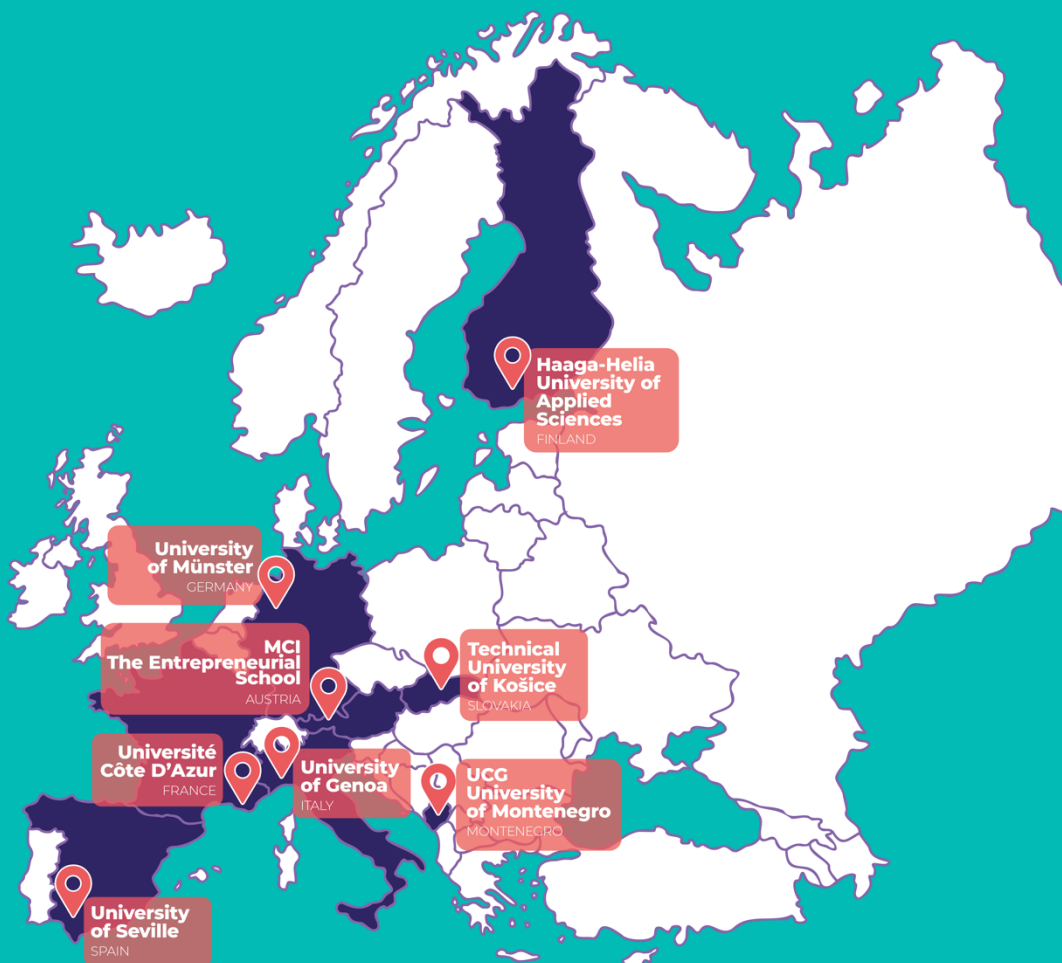 Haaga-Helia
University of
Applied
Sciences
FINLAND
University
of Münster
GERMANY
MCI
The Entrepreneurial
School
AUSTRIA
Technical
University
of Košice
SLOVAKIA
Université
Côte D'Azur
FRANCE
University
of Genoa
ITALY
UCG
University
of Montenegro
MONTENEGRO
University
of Seville
SPAIN